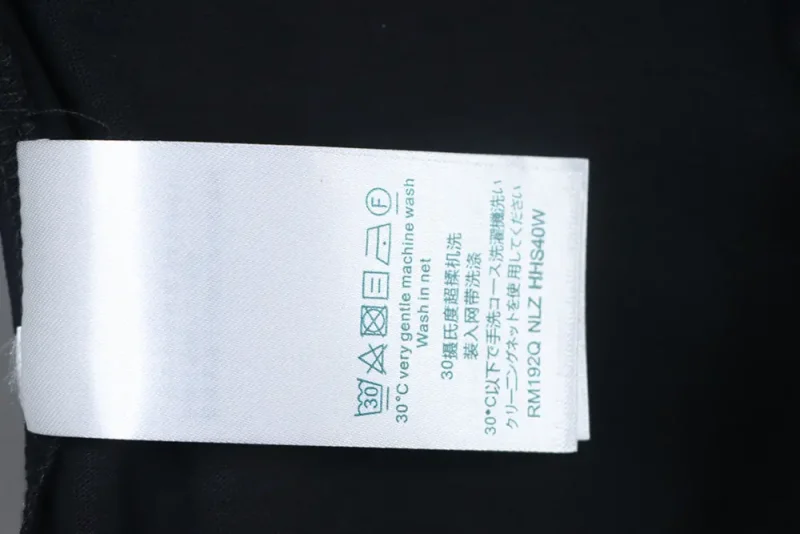 30 F
30°C very gentle machine wash
Wash in net
30摄氏度超揉机洗
装入网带洗涤
30°C以下で手洗コース洗濯機洗い
クリーニングネットを使用してください
RM192Q NLZ HHS40W